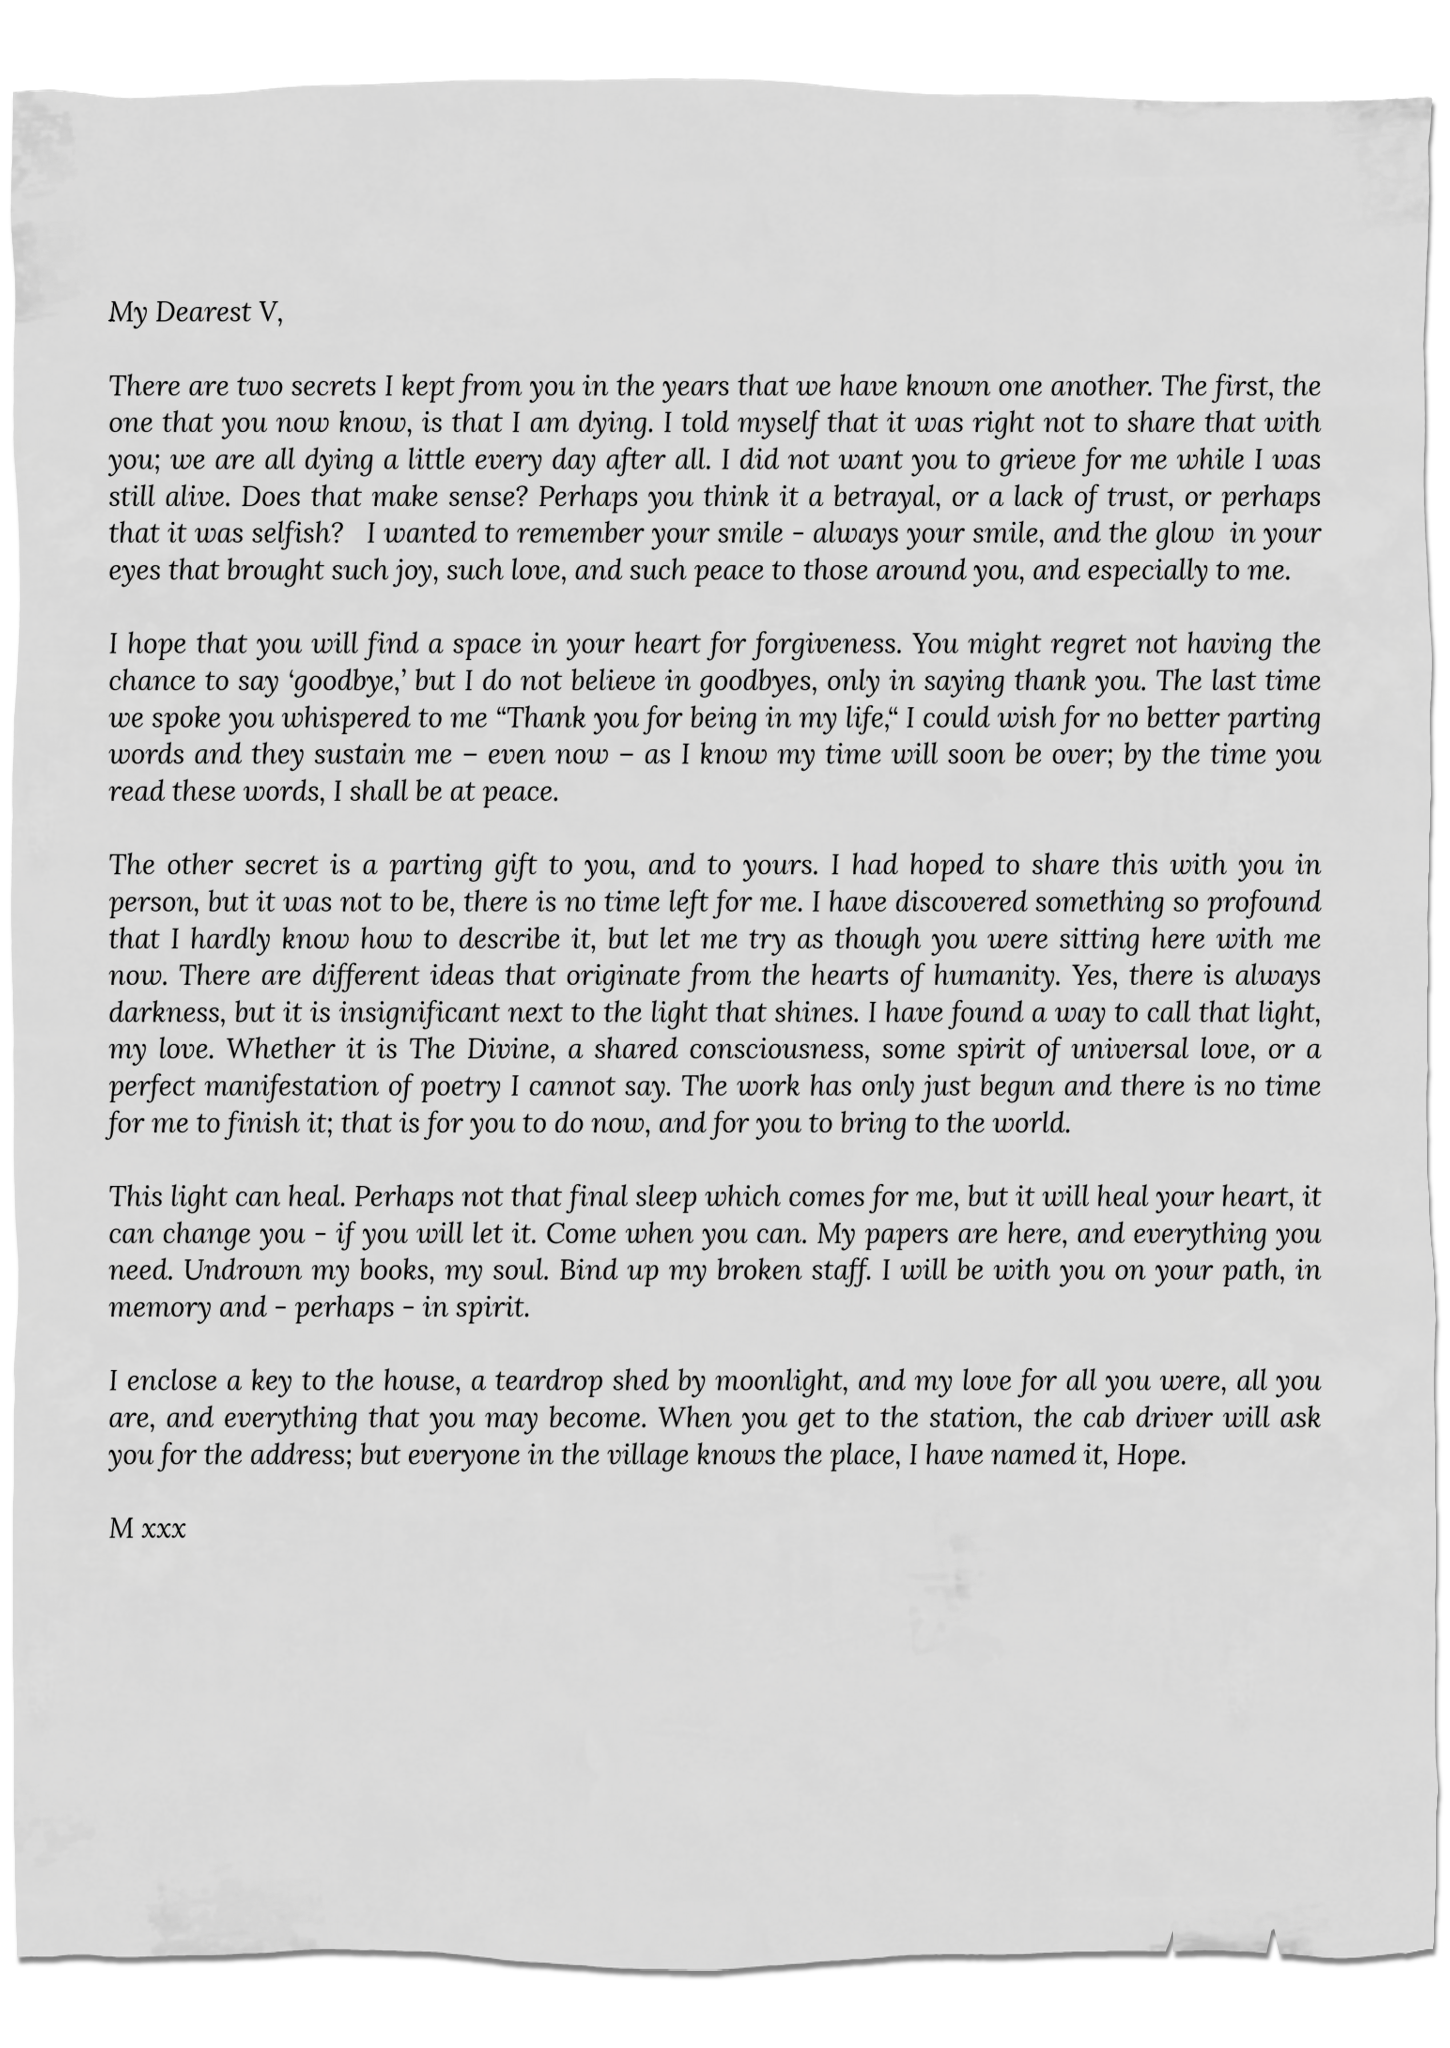 My Dearest V,
There are two secrets I kept from you in the years that we have known one another. The first, the
one that you now know, is that I am dying. I told myself that it was right not to share that with
you; we are all dying a little every day after all. I did not want you to grieve for me while I was
still alive. Does that make sense? Perhaps you think it a betrayal, or a lack of trust, or perhaps
that it was selfish?   I wanted to remember your smile - always your smile, and the glow  in your
eyes that brought such joy, such love, and such peace to those around you, and especially to me.
I hope that you will find a space in your heart for forgiveness. You might regret not having the
chance to say ‘goodbye,’ but I do not believe in goodbyes, only in saying thank you. The last time
we spoke you whispered to me “Thank you for being in my life,“ I could wish for no better parting
words and they sustain me – even now – as I know my time will soon be over; by the time you
read these words, I shall be at peace.
The other secret is a parting gift to you, and to yours. I had hoped to share this with you in
person, but it was not to be, there is no time left for me. I have discovered something so profound
that I hardly know how to describe it, but let me try as though you were sitting here with me
now. There are different ideas that originate from the hearts of humanity. Yes, there is always
darkness, but it is insignificant next to the light that shines. I have found a way to call that light,
my love. Whether it is The Divine, a shared consciousness, some spirit of universal love, or a
perfect manifestation of poetry I cannot say. The work has only just begun and there is no time
for me to finish it; that is for you to do now, and for you to bring to the world.
This light can heal. Perhaps not that final sleep which comes for me, but it will heal your heart, it
can change you - if you will let it. Come when you can. My papers are here, and everything you
need. Undrown my books, my soul. Bind up my broken staff. I will be with you on your path, in
memory and - perhaps - in spirit.
I enclose a key to the house, a teardrop shed by moonlight, and my love for all you were, all you
are, and everything that you may become. When you get to the station, the cab driver will ask
you for the address; but everyone in the village knows the place, I have named it, Hope.
M xxx